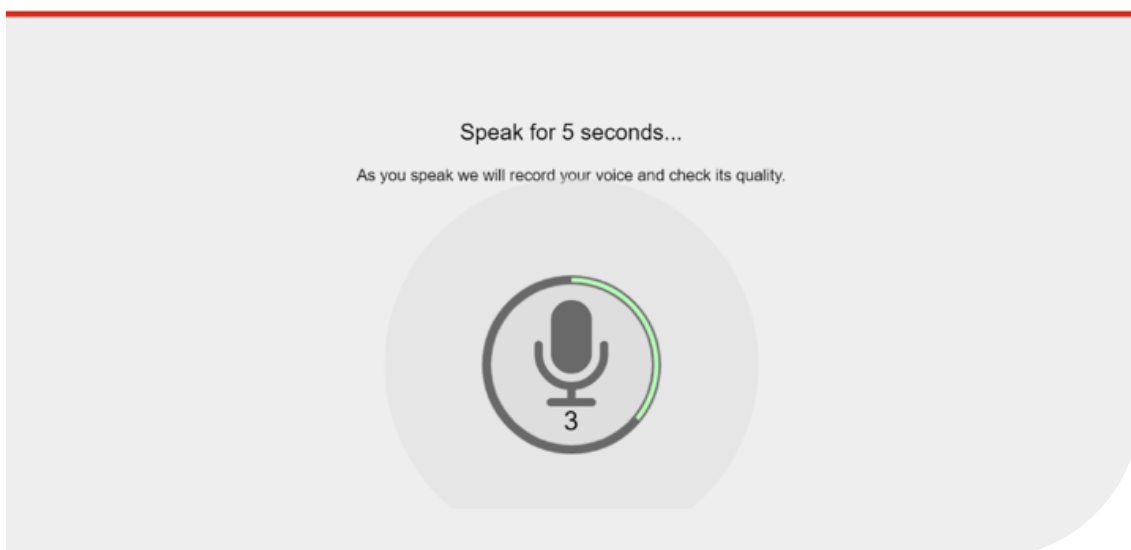 Speak for 5 seconds...
As you speak we will record your voice and check its quality.
3